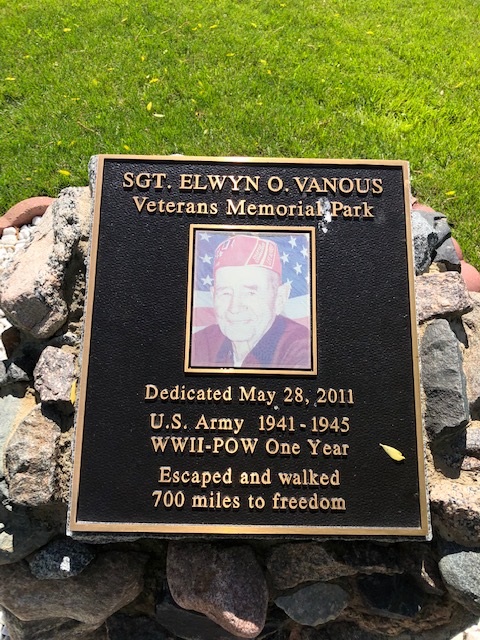 SGT. ELWYN O. VANOUS
Veterans Memorial Park
Dedicated May 28, 2011
U.S. Army 1941-1945
WWII-POW One Year
Escaped and walked
700 miles to freedom